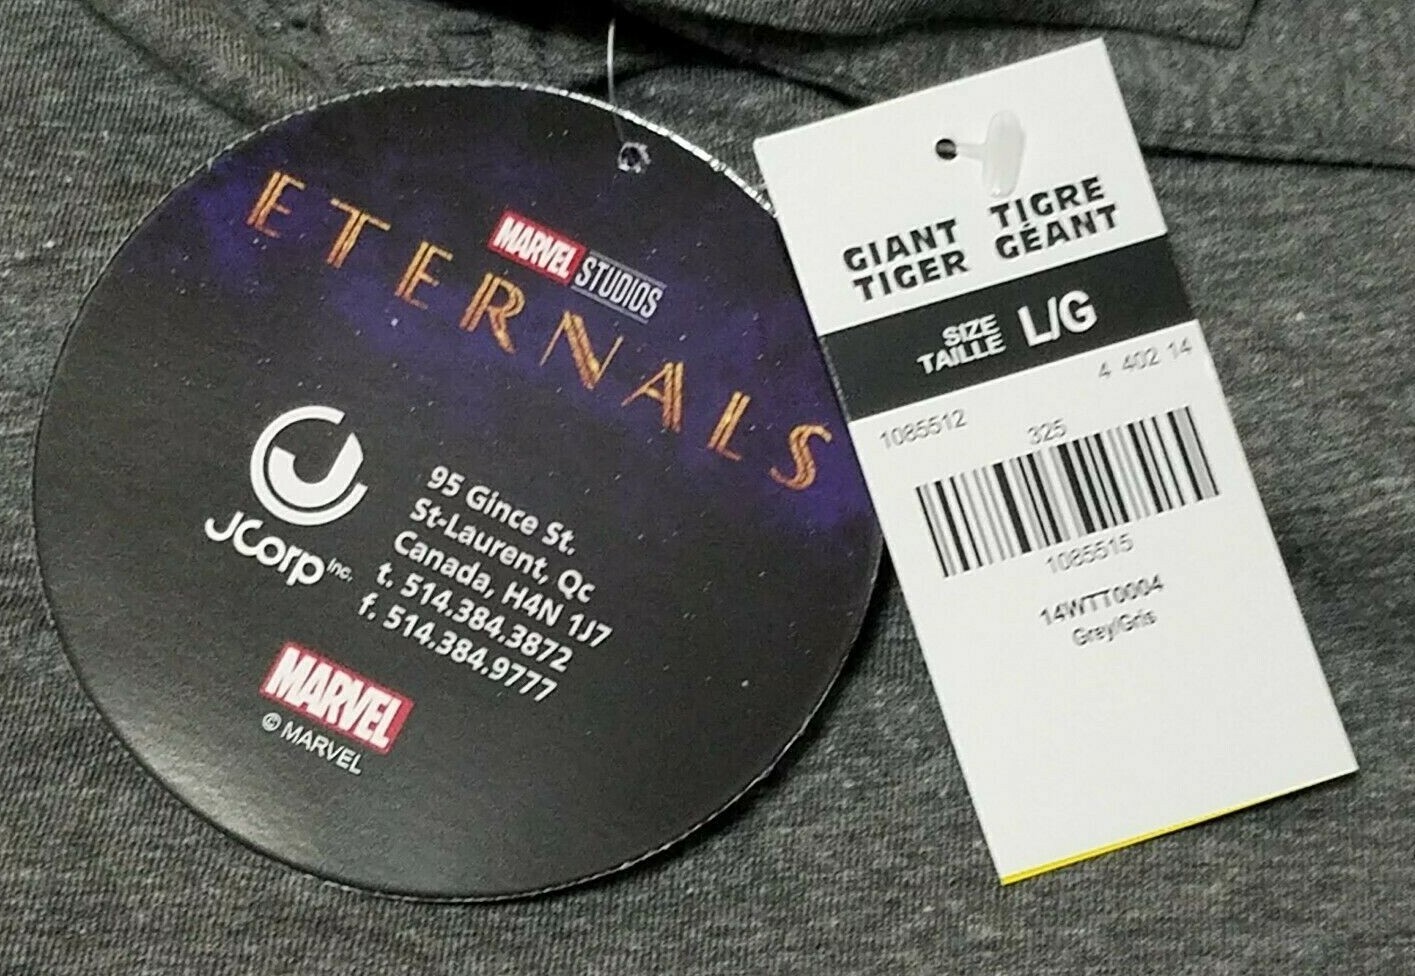 MARVEL STUDIOS
ETERNALS
JCorp Inc.
95 Gince St.
St-Laurent, Qc
Canada, H4N 1J7
t. 514.384.3872
f. 514.384.9777
MARVEL
© MARVEL
GIANT TIGER
TIGRE GÉANT
SIZE
TAILLE
L/G
4 402 14
1085512
325
1085515
14WTT0004
Grey/Gris